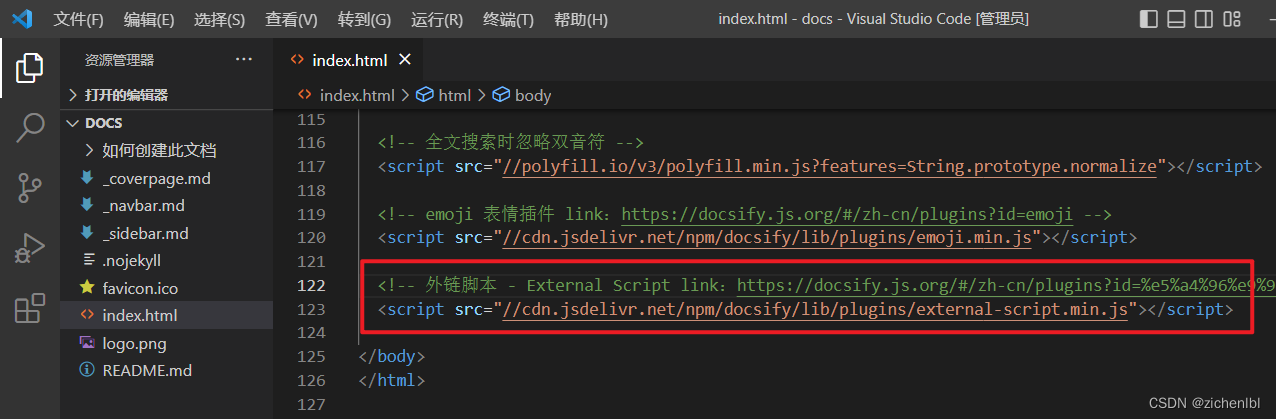 文件(F) 编辑(E) 选择(S) 查看(V) 转到(G) 运行(R) 终端(T) 帮助(H) index.html - docs - Visual Studio Code [管理员]
资源管理器 ···
打开的编辑器
DOCS
如何创建此文档
_coverpage.md
_navbar.md
_sidebar.md
.nojekyll
favicon.ico
index.html
logo.png
README.md
index.html
index.html > html > body
115
116 <!-- 全文搜索时忽略双音符 -->
117 <script src="//polyfill.io/v3/polyfill.min.js?features=String.prototype.normalize"></script>
118
119 <!-- emoji 表情插件 link：https://docsify.js.org/#/zh-cn/plugins?id=emoji -->
120 <script src="//cdn.jsdelivr.net/npm/docsify/lib/plugins/emoji.min.js"></script>
121
122 <!-- 外链脚本 - External Script link：https://docsify.js.org/#/zh-cn/plugins?id=%e5%a4%96%e9%9
123 <script src="//cdn.jsdelivr.net/npm/docsify/lib/plugins/external-script.min.js"></script>
124
125 </body>
126 </html>
127
CSDN @zichenlbl